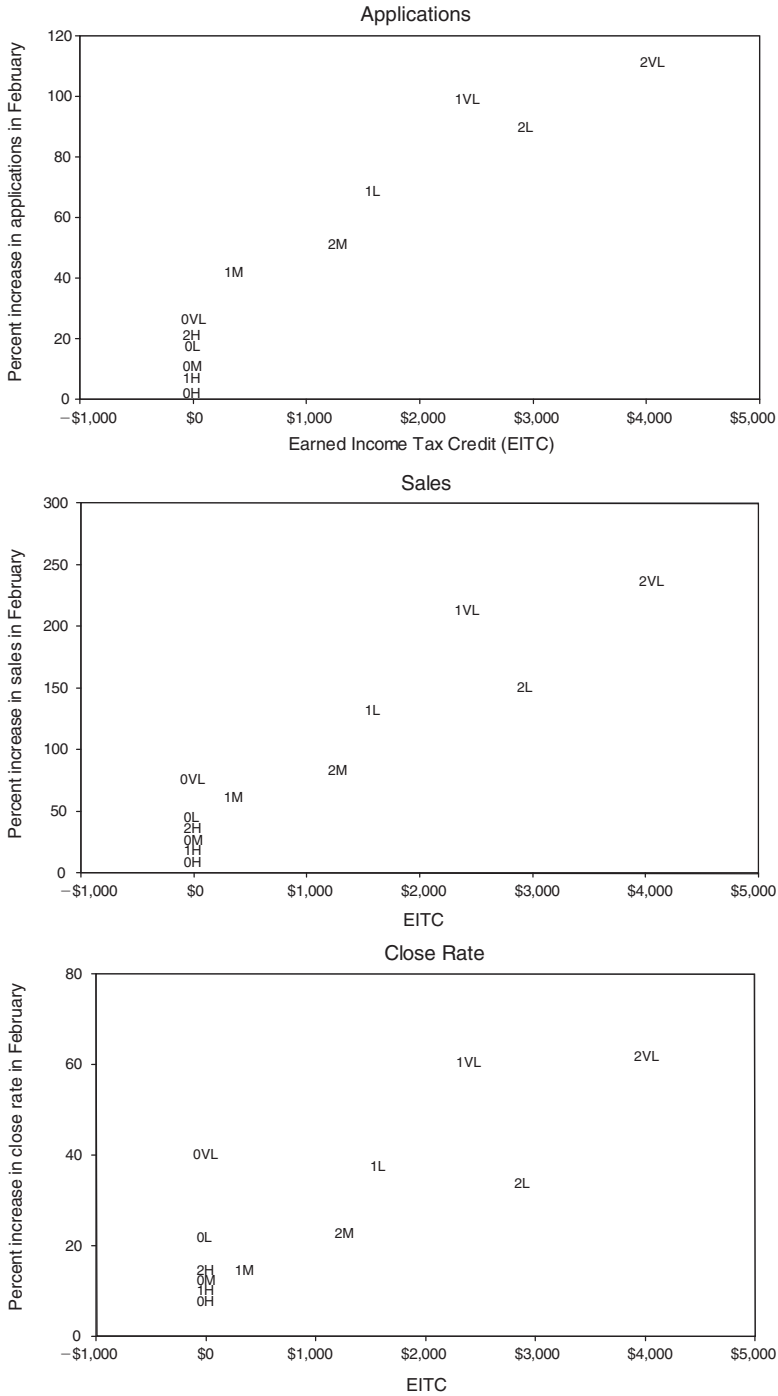 Applications
Percent increase in applications in February
120
100
80
60
40
20
0
2VL
1VL
2L
1L
2M
1M
0VL
2H
0L
0M
1H
0H
−$1,000 $0 $1,000 $2,000 $3,000 $4,000 $5,000
Earned Income Tax Credit (EITC)
Sales
Percent increase in sales in February
300
250
200
150
100
50
0
2VL
1VL
2L
1L
2M
0VL
1M
0L
2H
0M
1H
0H
−$1,000 $0 $1,000 $2,000 $3,000 $4,000 $5,000
EITC
Close Rate
Percent increase in close rate in February
80
60
40
20
0
2VL
1VL
0VL
1L
2L
2M
0L
2H 1M
0M
1H
0H
−$1,000 $0 $1,000 $2,000 $3,000 $4,000 $5,000
EITC